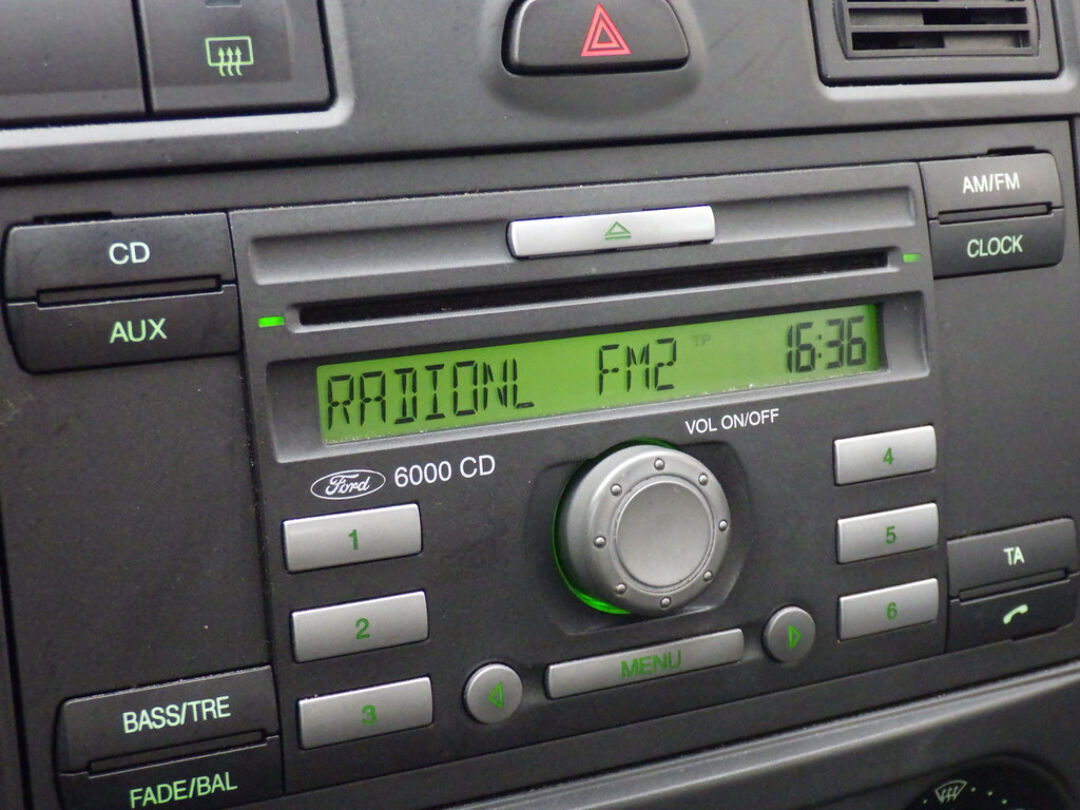 AM/FM
CLOCK
CD
AUX
RADIONL FM2 TP 16:36
VOL ON/OFF
Ford 6000 CD
1
2
3
4
5
6
TA
MENU
BASS/TRE
FADE/BAL